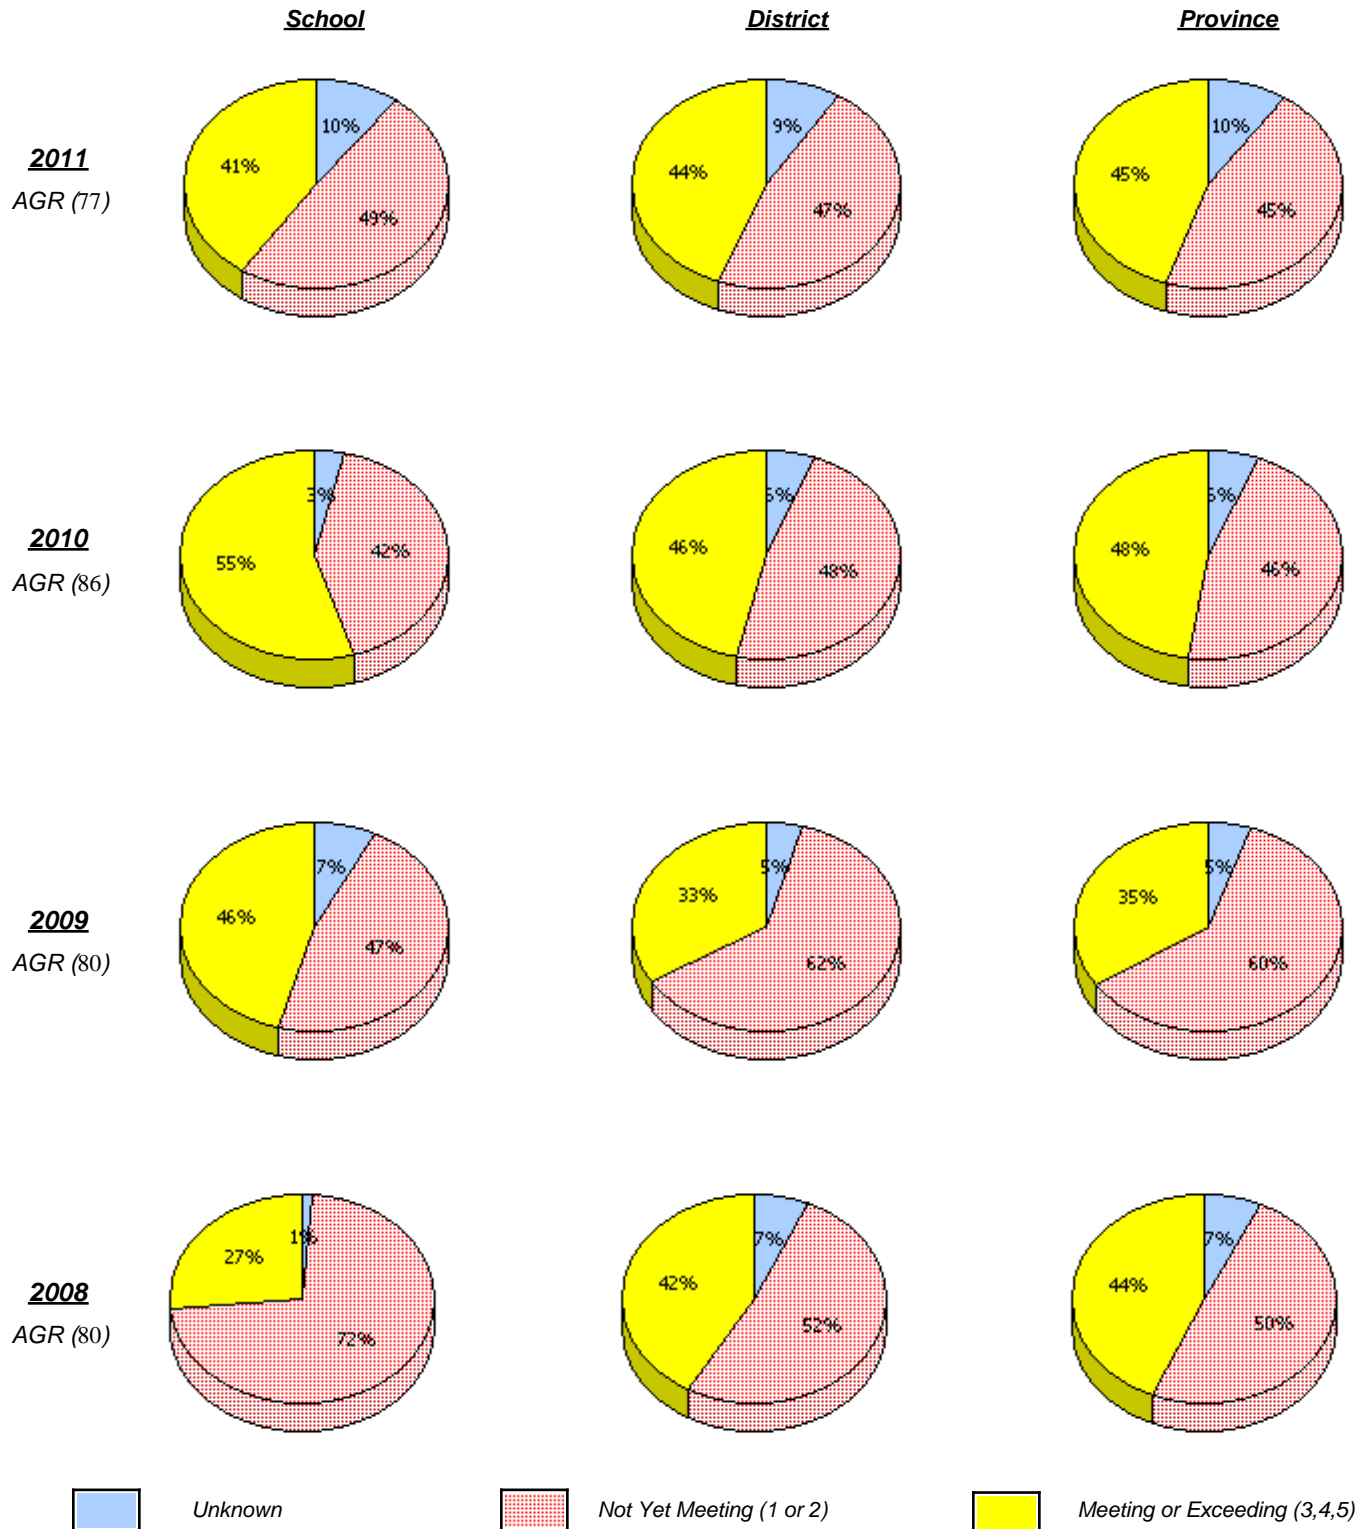 School District Province
10% 9% 10%
2011 41% 44% 45%
AGR (77) 49% 47% 45%
3%
2010 55% 42% 46% 48% 48% 46%
AGR (86)
7% 5% 5%
2009 46% 47% 33% 62% 35% 60%
AGR (80)
1% 7% 7%
2008 27% 72% 42% 52% 44% 50%
AGR (80)
Unknown Not Yet Meeting (1 or 2) Meeting or Exceeding (3,4,5)